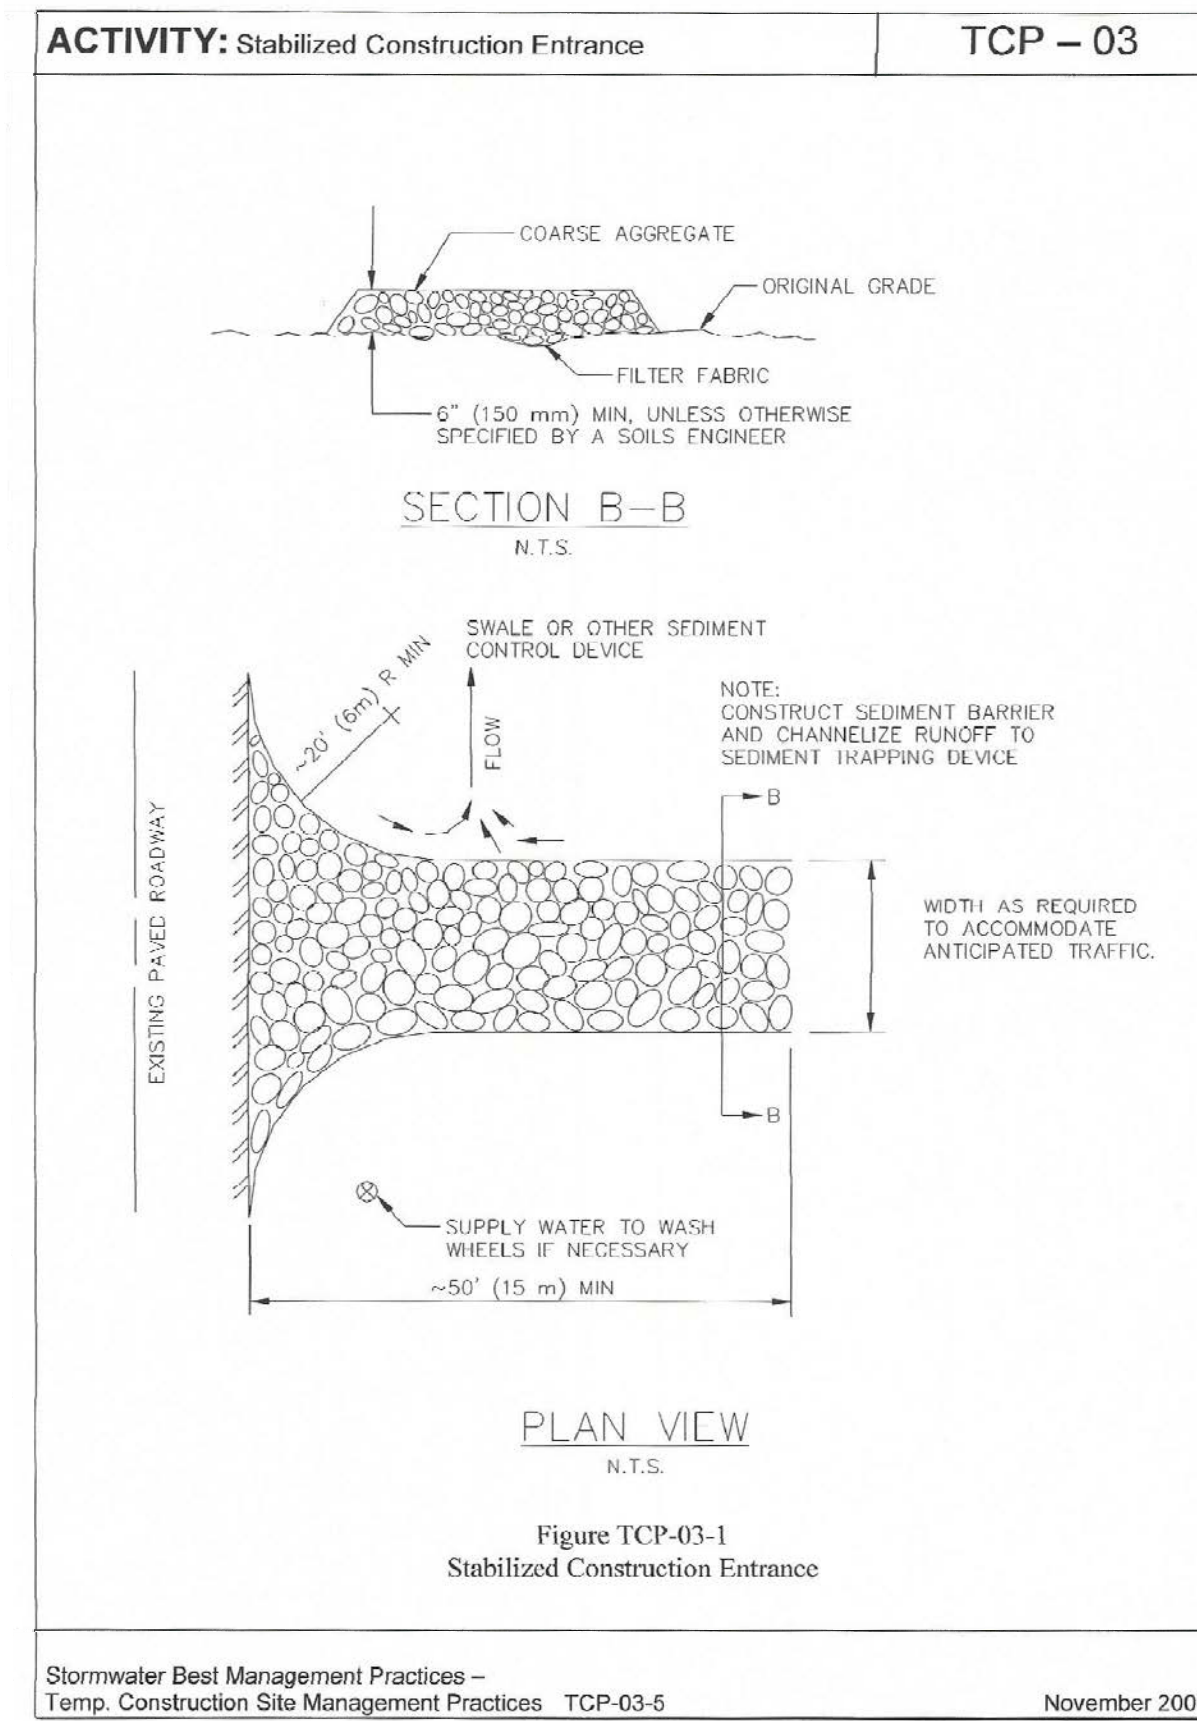 ACTIVITY: Stabilized Construction Entrance
TCP – 03
COARSE AGGREGATE
ORIGINAL GRADE
FILTER FABRIC
6" (150 mm) MIN, UNLESS OTHERWISE
SPECIFIED BY A SOILS ENGINEER
SECTION B–B
N.T.S.
SWALE OR OTHER SEDIMENT
CONTROL DEVICE
~20' (6m) R MIN
FLOW
NOTE:
CONSTRUCT SEDIMENT BARRIER
AND CHANNELIZE RUNOFF TO
SEDIMENT TRAPPING DEVICE
B
EXISTING PAVED ROADWAY
WIDTH AS REQUIRED
TO ACCOMMODATE
ANTICIPATED TRAFFIC.
B
SUPPLY WATER TO WASH
WHEELS IF NECESSARY
~50' (15 m) MIN
PLAN VIEW
N.T.S.
Figure TCP-03-1
Stabilized Construction Entrance
Stormwater Best Management Practices –
Temp. Construction Site Management Practices TCP-03-5
November 200